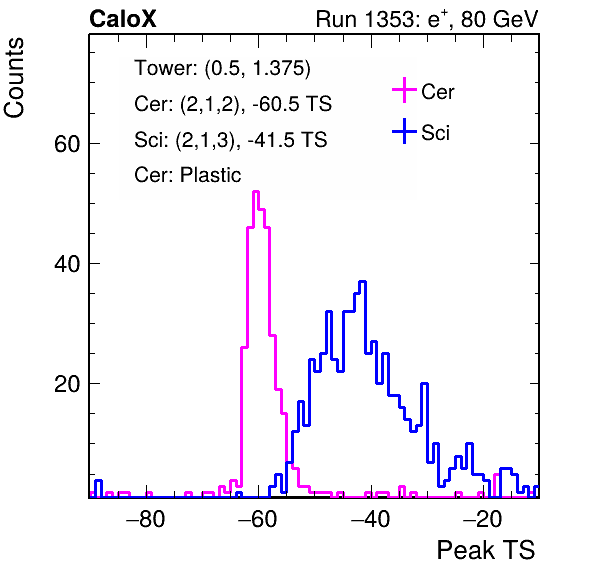 CaloX Run 1353: e⁺, 80 GeV
Counts
Tower: (0.5, 1.375)
Cer: (2,1,2), -60.5 TS
Sci: (2,1,3), -41.5 TS
Cer: Plastic
Cer
Sci
60
40
20
−80 −60 −40 −20
Peak TS